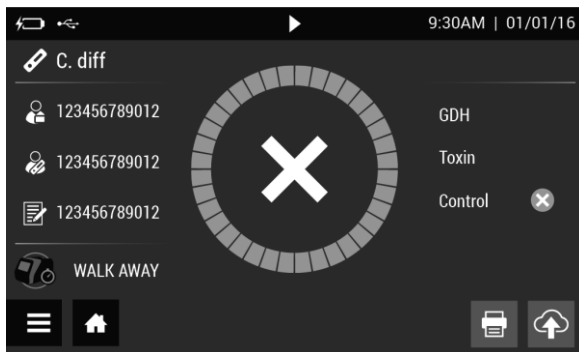 9:30AM | 01/01/16
C. diff
123456789012
123456789012
123456789012
WALK AWAY
GDH
Toxin
Control